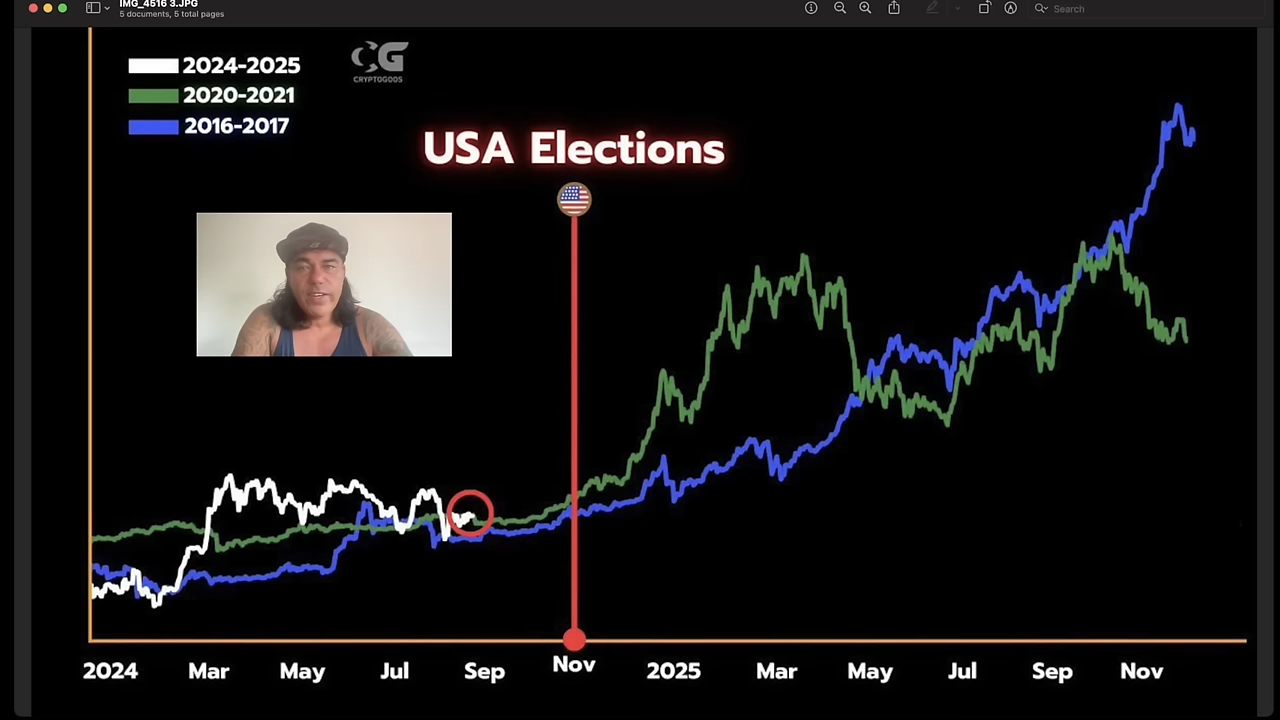 IMG_4516 3.JPG
5 documents, 5 total pages
Search
2024-2025
2020-2021
2016-2017
CG
CRYPTOGODS
USA Elections
2024 Mar May Jul Sep Nov 2025 Mar May Jul Sep Nov